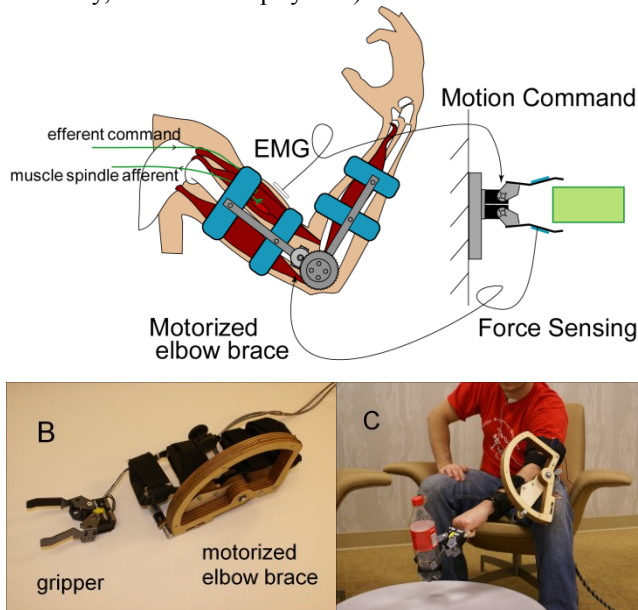 efferent command
EMG
Motion Command
muscle spindle afferent
Motorized
elbow brace
Force Sensing
B
gripper
motorized
elbow brace
C